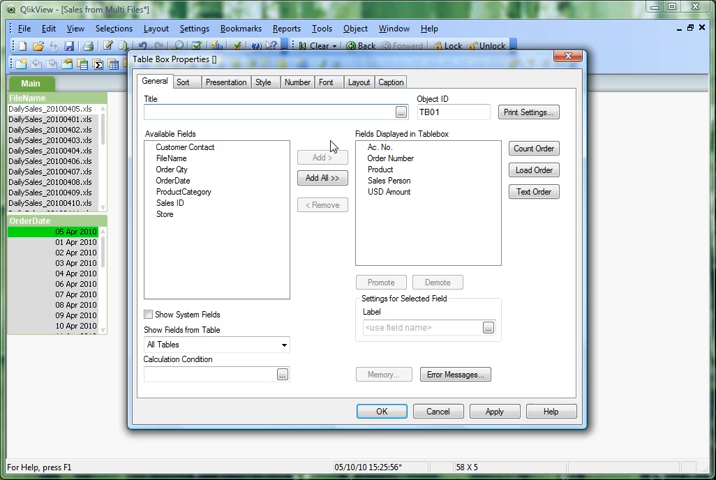 QlikView - [Sales from Multi Files*]
File Edit View Selections Layout Settings Bookmarks Reports Tools Object Window Help
Clear Back Forward Lock Unlock
Main
FileName
DailySales_20100405.xls
DailySales_20100401.xls
DailySales_20100402.xls
DailySales_20100403.xls
DailySales_20100404.xls
DailySales_20100406.xls
DailySales_20100407.xls
DailySales_20100408.xls
DailySales_20100409.xls
DailySales_20100410.xls
OrderDate
05 Apr 2010
01 Apr 2010
02 Apr 2010
03 Apr 2010
04 Apr 2010
06 Apr 2010
07 Apr 2010
08 Apr 2010
09 Apr 2010
10 Apr 2010
Table Box Properties []
General Sort Presentation Style Number Font Layout Caption
Title
Object ID
TB01
Print Settings...
Available Fields
Customer Contact
FileName
Order Qty
OrderDate
ProductCategory
Sales ID
Store
Add >
Add All >>
< Remove
Fields Displayed in Tablebox
Ac. No.
Order Number
Product
Sales Person
USD Amount
Count Order
Load Order
Text Order
Promote
Demote
Settings for Selected Field
Label
<use field name>
Show System Fields
Show Fields from Table
All Tables
Calculation Condition
Memory...
Error Messages...
OK
Cancel
Apply
Help
For Help, press F1
05/10/10 15:25:56*
58 X 5